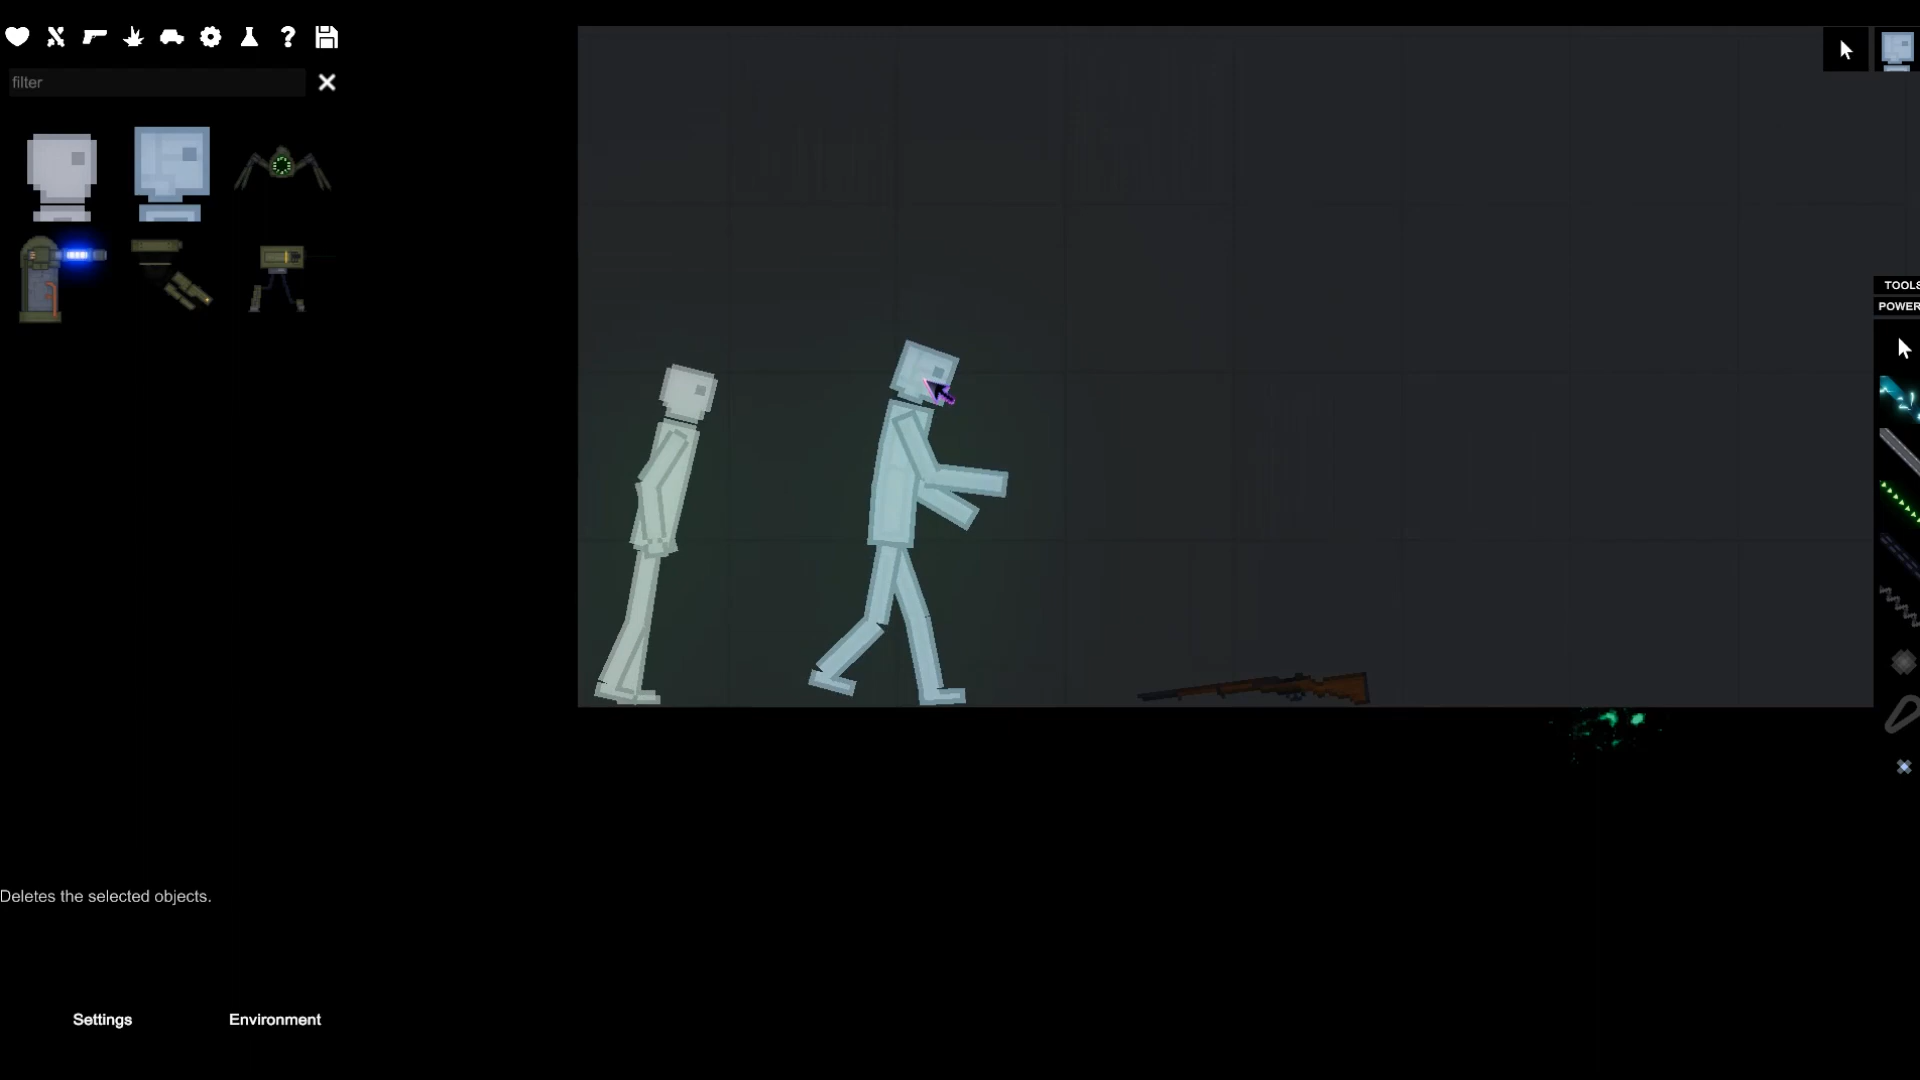 filter
TOOLS
POWER
Deletes the selected objects.
Settings
Environment